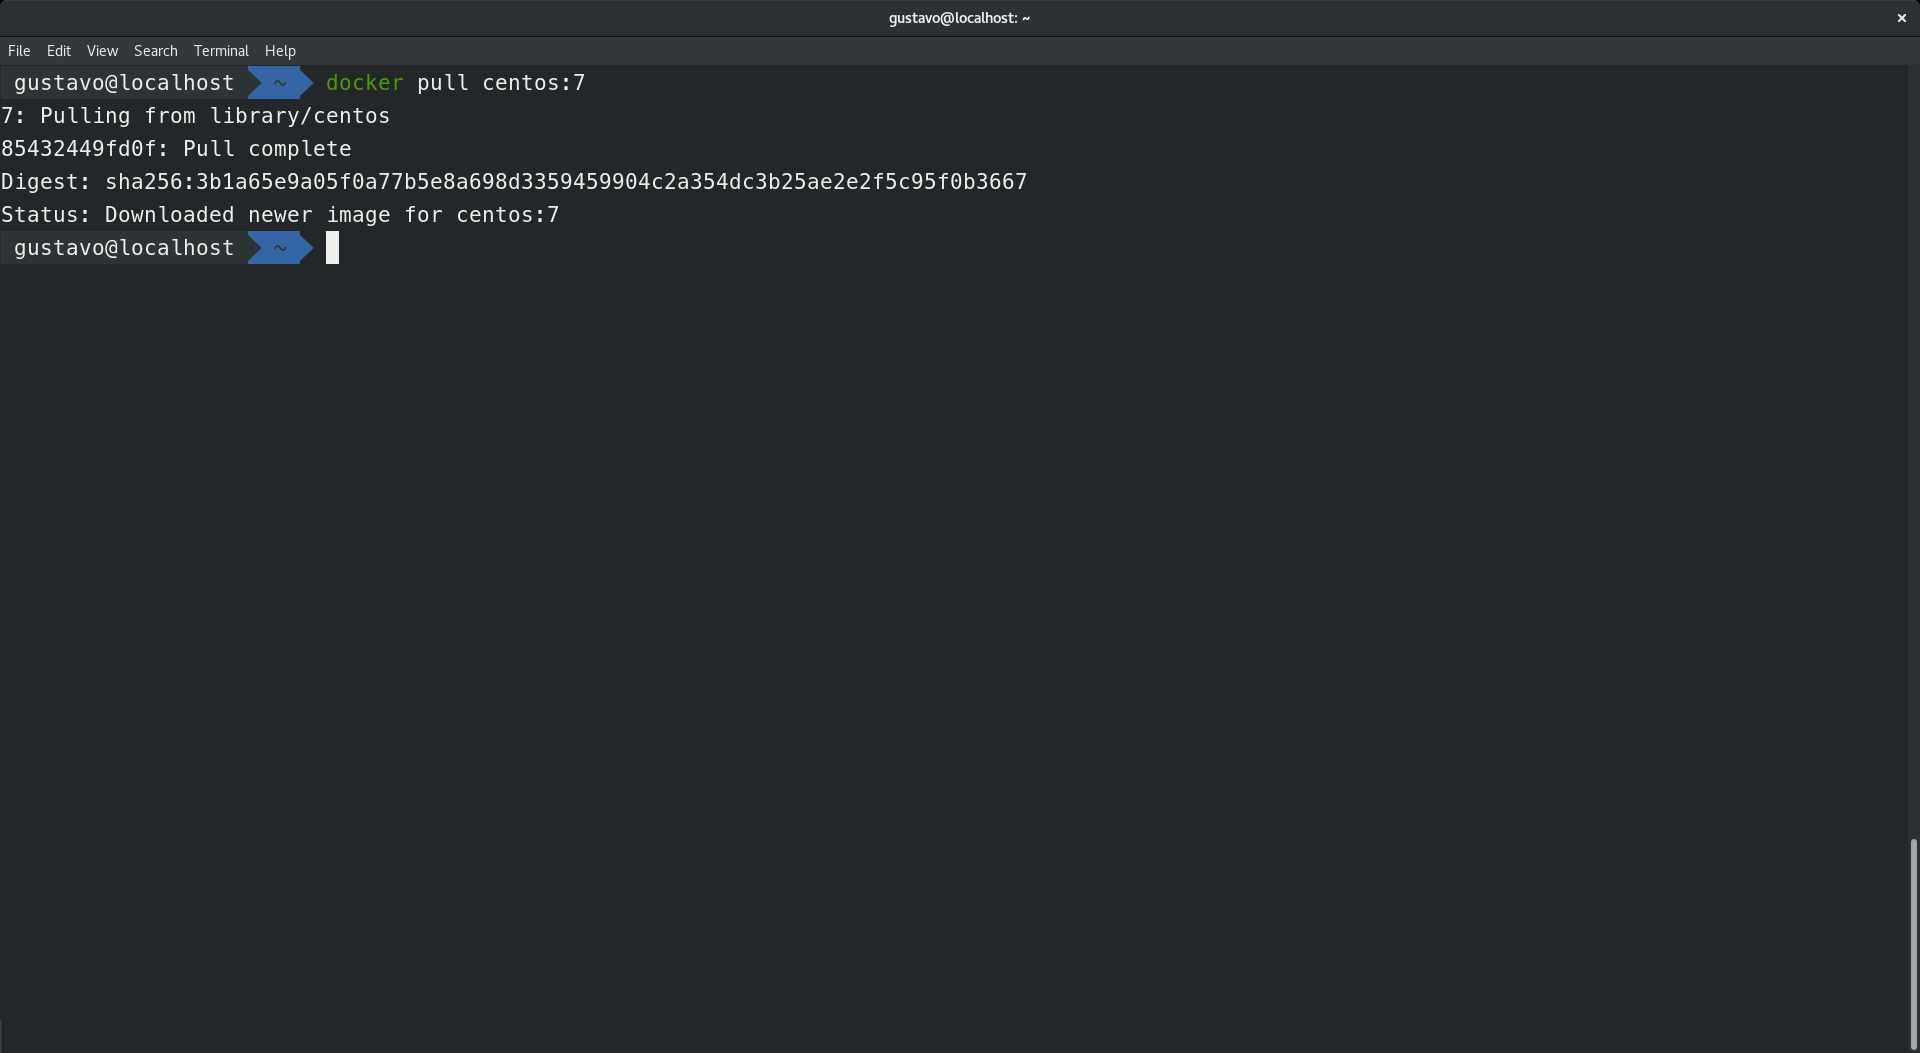 gustavo@localhost: ~
File Edit View Search Terminal Help
gustavo@localhost ~ docker pull centos:7
7: Pulling from library/centos
85432449fd0f: Pull complete
Digest: sha256:3b1a65e9a05f0a77b5e8a698d3359459904c2a354dc3b25ae2e2f5c95f0b3667
Status: Downloaded newer image for centos:7
gustavo@localhost ~